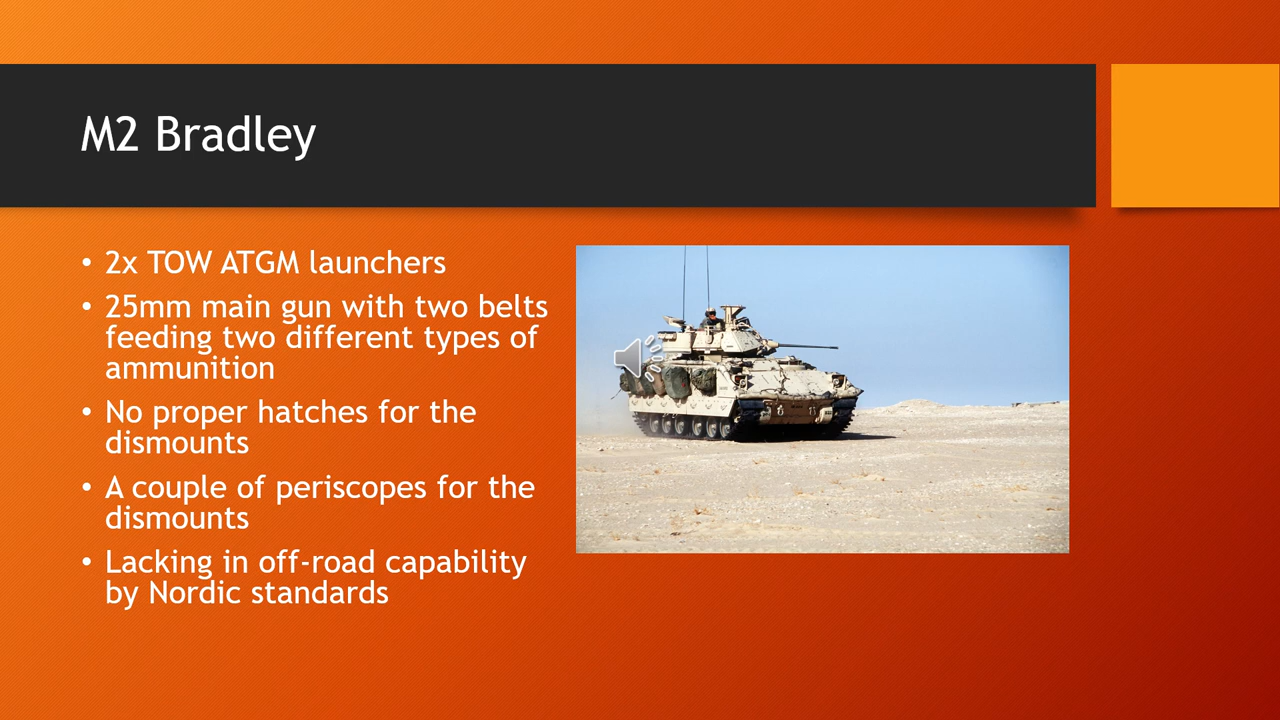 M2 Bradley
• 2x TOW ATGM launchers
• 25mm main gun with two belts
feeding two different types of
ammunition
• No proper hatches for the
dismounts
• A couple of periscopes for the
dismounts
• Lacking in off-road capability
by Nordic standards